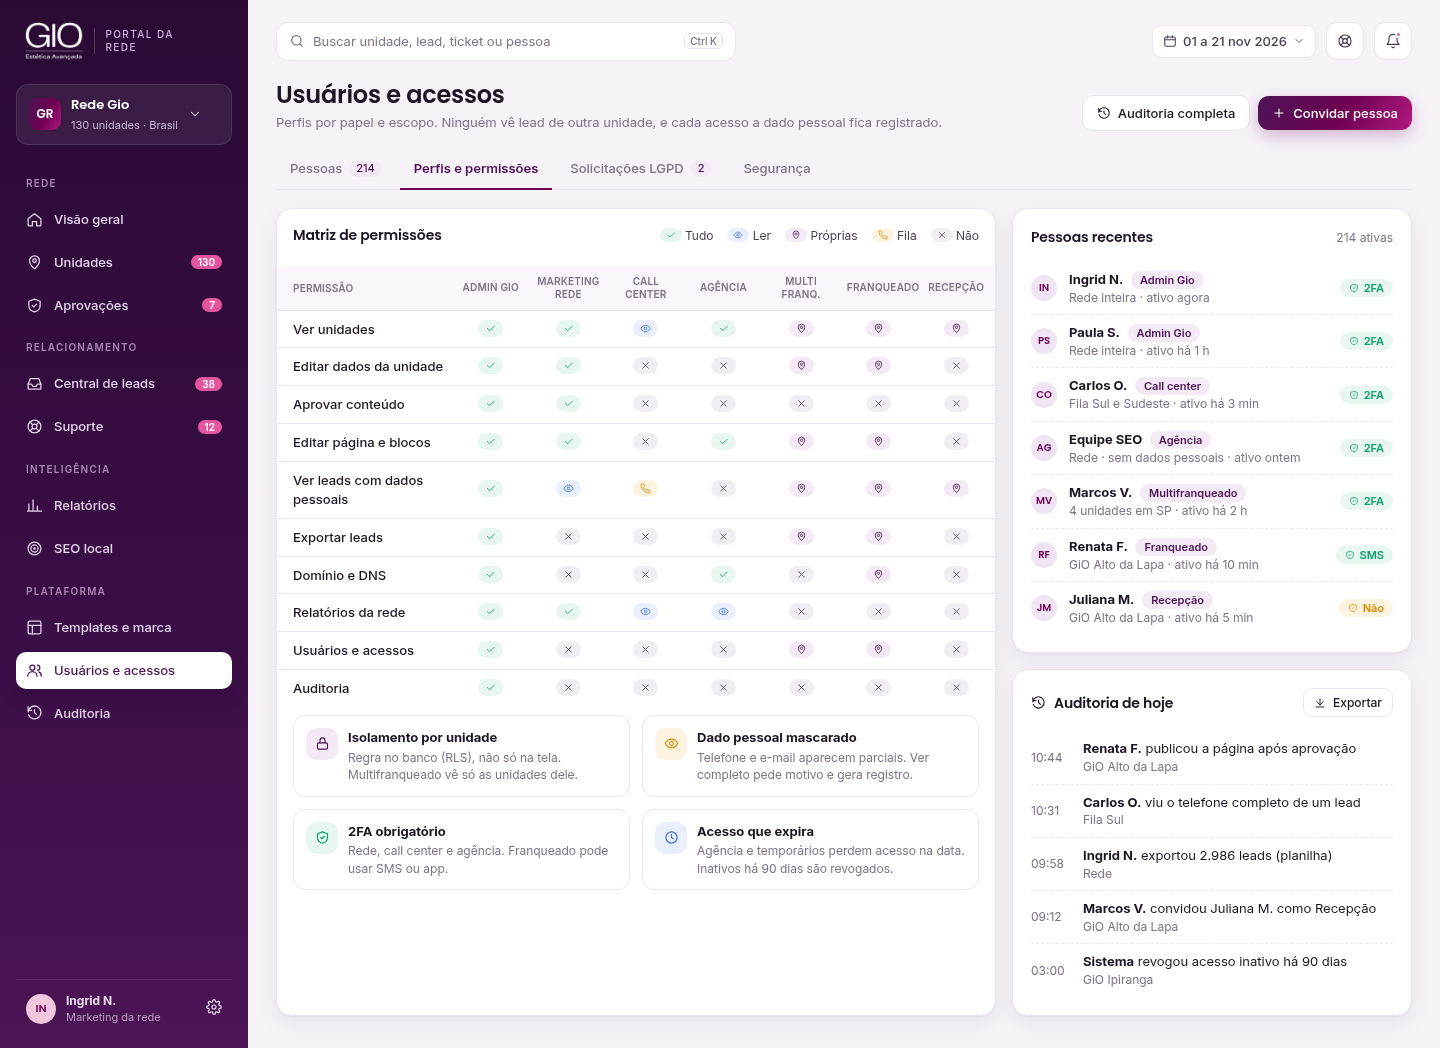 GIO
Estética Avançada
PORTAL DA
REDE
GR
Rede Gio
130 unidades · Brasil
REDE
Visão geral
Unidades 130
Aprovações 7
RELACIONAMENTO
Central de leads 38
Suporte 12
INTELIGÊNCIA
Relatórios
SEO local
PLATAFORMA
Templates e marca
Usuários e acessos
Auditoria
IN
Ingrid N.
Marketing da rede
Buscar unidade, lead, ticket ou pessoa Ctrl K
01 a 21 nov 2026
Usuários e acessos
Perfis por papel e escopo. Ninguém vê lead de outra unidade, e cada acesso a dado pessoal fica registrado.
Auditoria completa
Convidar pessoa
Pessoas 214 Perfis e permissões Solicitações LGPD 2 Segurança
Matriz de permissões
Tudo Ler Próprias Fila Não
PERMISSÃO ADMIN GIO MARKETING REDE CALL CENTER AGÊNCIA MULTI FRANQ. FRANQUEADO RECEPÇÃO
Ver unidades
Editar dados da unidade
Aprovar conteúdo
Editar página e blocos
Ver leads com dados
pessoais
Exportar leads
Domínio e DNS
Relatórios da rede
Usuários e acessos
Auditoria
Isolamento por unidade
Regra no banco (RLS), não só na tela.
Multifranqueado vê só as unidades dele.
Dado pessoal mascarado
Telefone e e-mail aparecem parciais. Ver
completo pede motivo e gera registro.
2FA obrigatório
Rede, call center e agência. Franqueado pode
usar SMS ou app.
Acesso que expira
Agência e temporários perdem acesso na data.
Inativos há 90 dias são revogados.
Pessoas recentes 214 ativas
IN Ingrid N. Admin Gio 2FA
Rede inteira · ativo agora
PS Paula S. Admin Gio 2FA
Rede inteira · ativo há 1 h
CO Carlos O. Call center 2FA
Fila Sul e Sudeste · ativo há 3 min
AG Equipe SEO Agência 2FA
Rede · sem dados pessoais · ativo ontem
MV Marcos V. Multifranqueado 2FA
4 unidades em SP · ativo há 2 h
RF Renata F. Franqueado SMS
GiO Alto da Lapa · ativo há 10 min
JM Juliana M. Recepção Não
GiO Alto da Lapa · ativo há 5 min
Auditoria de hoje Exportar
10:44 Renata F. publicou a página após aprovação
GiO Alto da Lapa
10:31 Carlos O. viu o telefone completo de um lead
Fila Sul
09:58 Ingrid N. exportou 2.986 leads (planilha)
Rede
09:12 Marcos V. convidou Juliana M. como Recepção
GiO Alto da Lapa
03:00 Sistema revogou acesso inativo há 90 dias
GiO Ipiranga